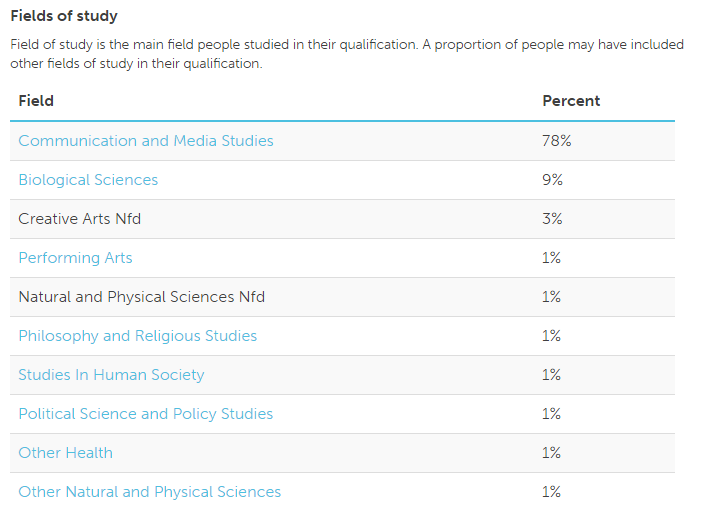 Fields of study
Field of study is the main field people studied in their qualification. A proportion of people may have included
other fields of study in their qualification.
Field Percent
Communication and Media Studies 78%
Biological Sciences 9%
Creative Arts Nfd 3%
Performing Arts 1%
Natural and Physical Sciences Nfd 1%
Philosophy and Religious Studies 1%
Studies In Human Society 1%
Political Science and Policy Studies 1%
Other Health 1%
Other Natural and Physical Sciences 1%